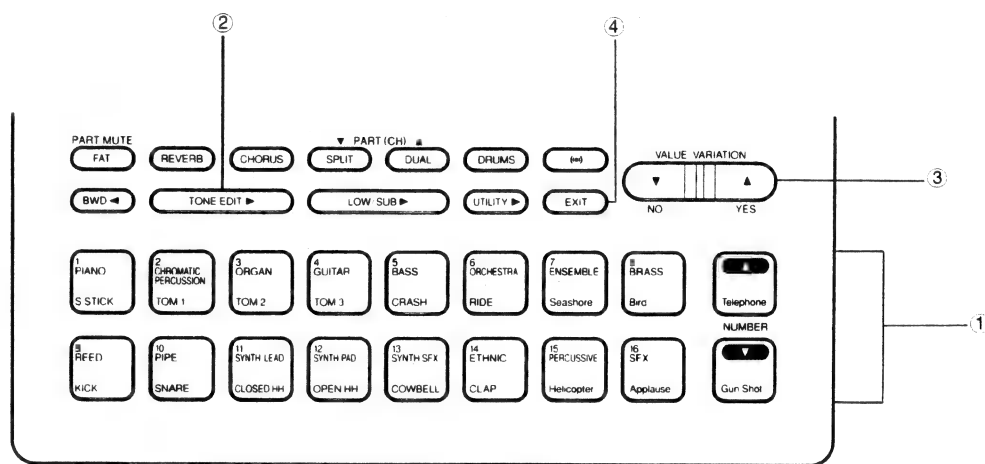 ② ④
PART MUTE ▼ PART (CH) ▲
FAT REVERB CHORUS SPLIT DUAL DRUMS ((•)) VALUE VARIATION
▼ ▲ ③
BWD ◄ TONE EDIT ► LOW/SUB ► UTILITY ► EXIT
NO YES
1 PIANO 2 CHROMATIC PERCUSSION 3 ORGAN 4 GUITAR 5 BASS 6 ORCHESTRA 7 ENSEMBLE 8 BRASS ▲
S STICK TOM 1 TOM 2 TOM 3 CRASH RIDE Seashore Bird Telephone
NUMBER ①
9 REED 10 PIPE 11 SYNTH LEAD 12 SYNTH PAD 13 SYNTH SFX 14 ETHNIC 15 PERCUSSIVE 16 SFX ▼
KICK SNARE CLOSED HH OPEN HH COWBELL CLAP Helicopter Applause Gun Shot